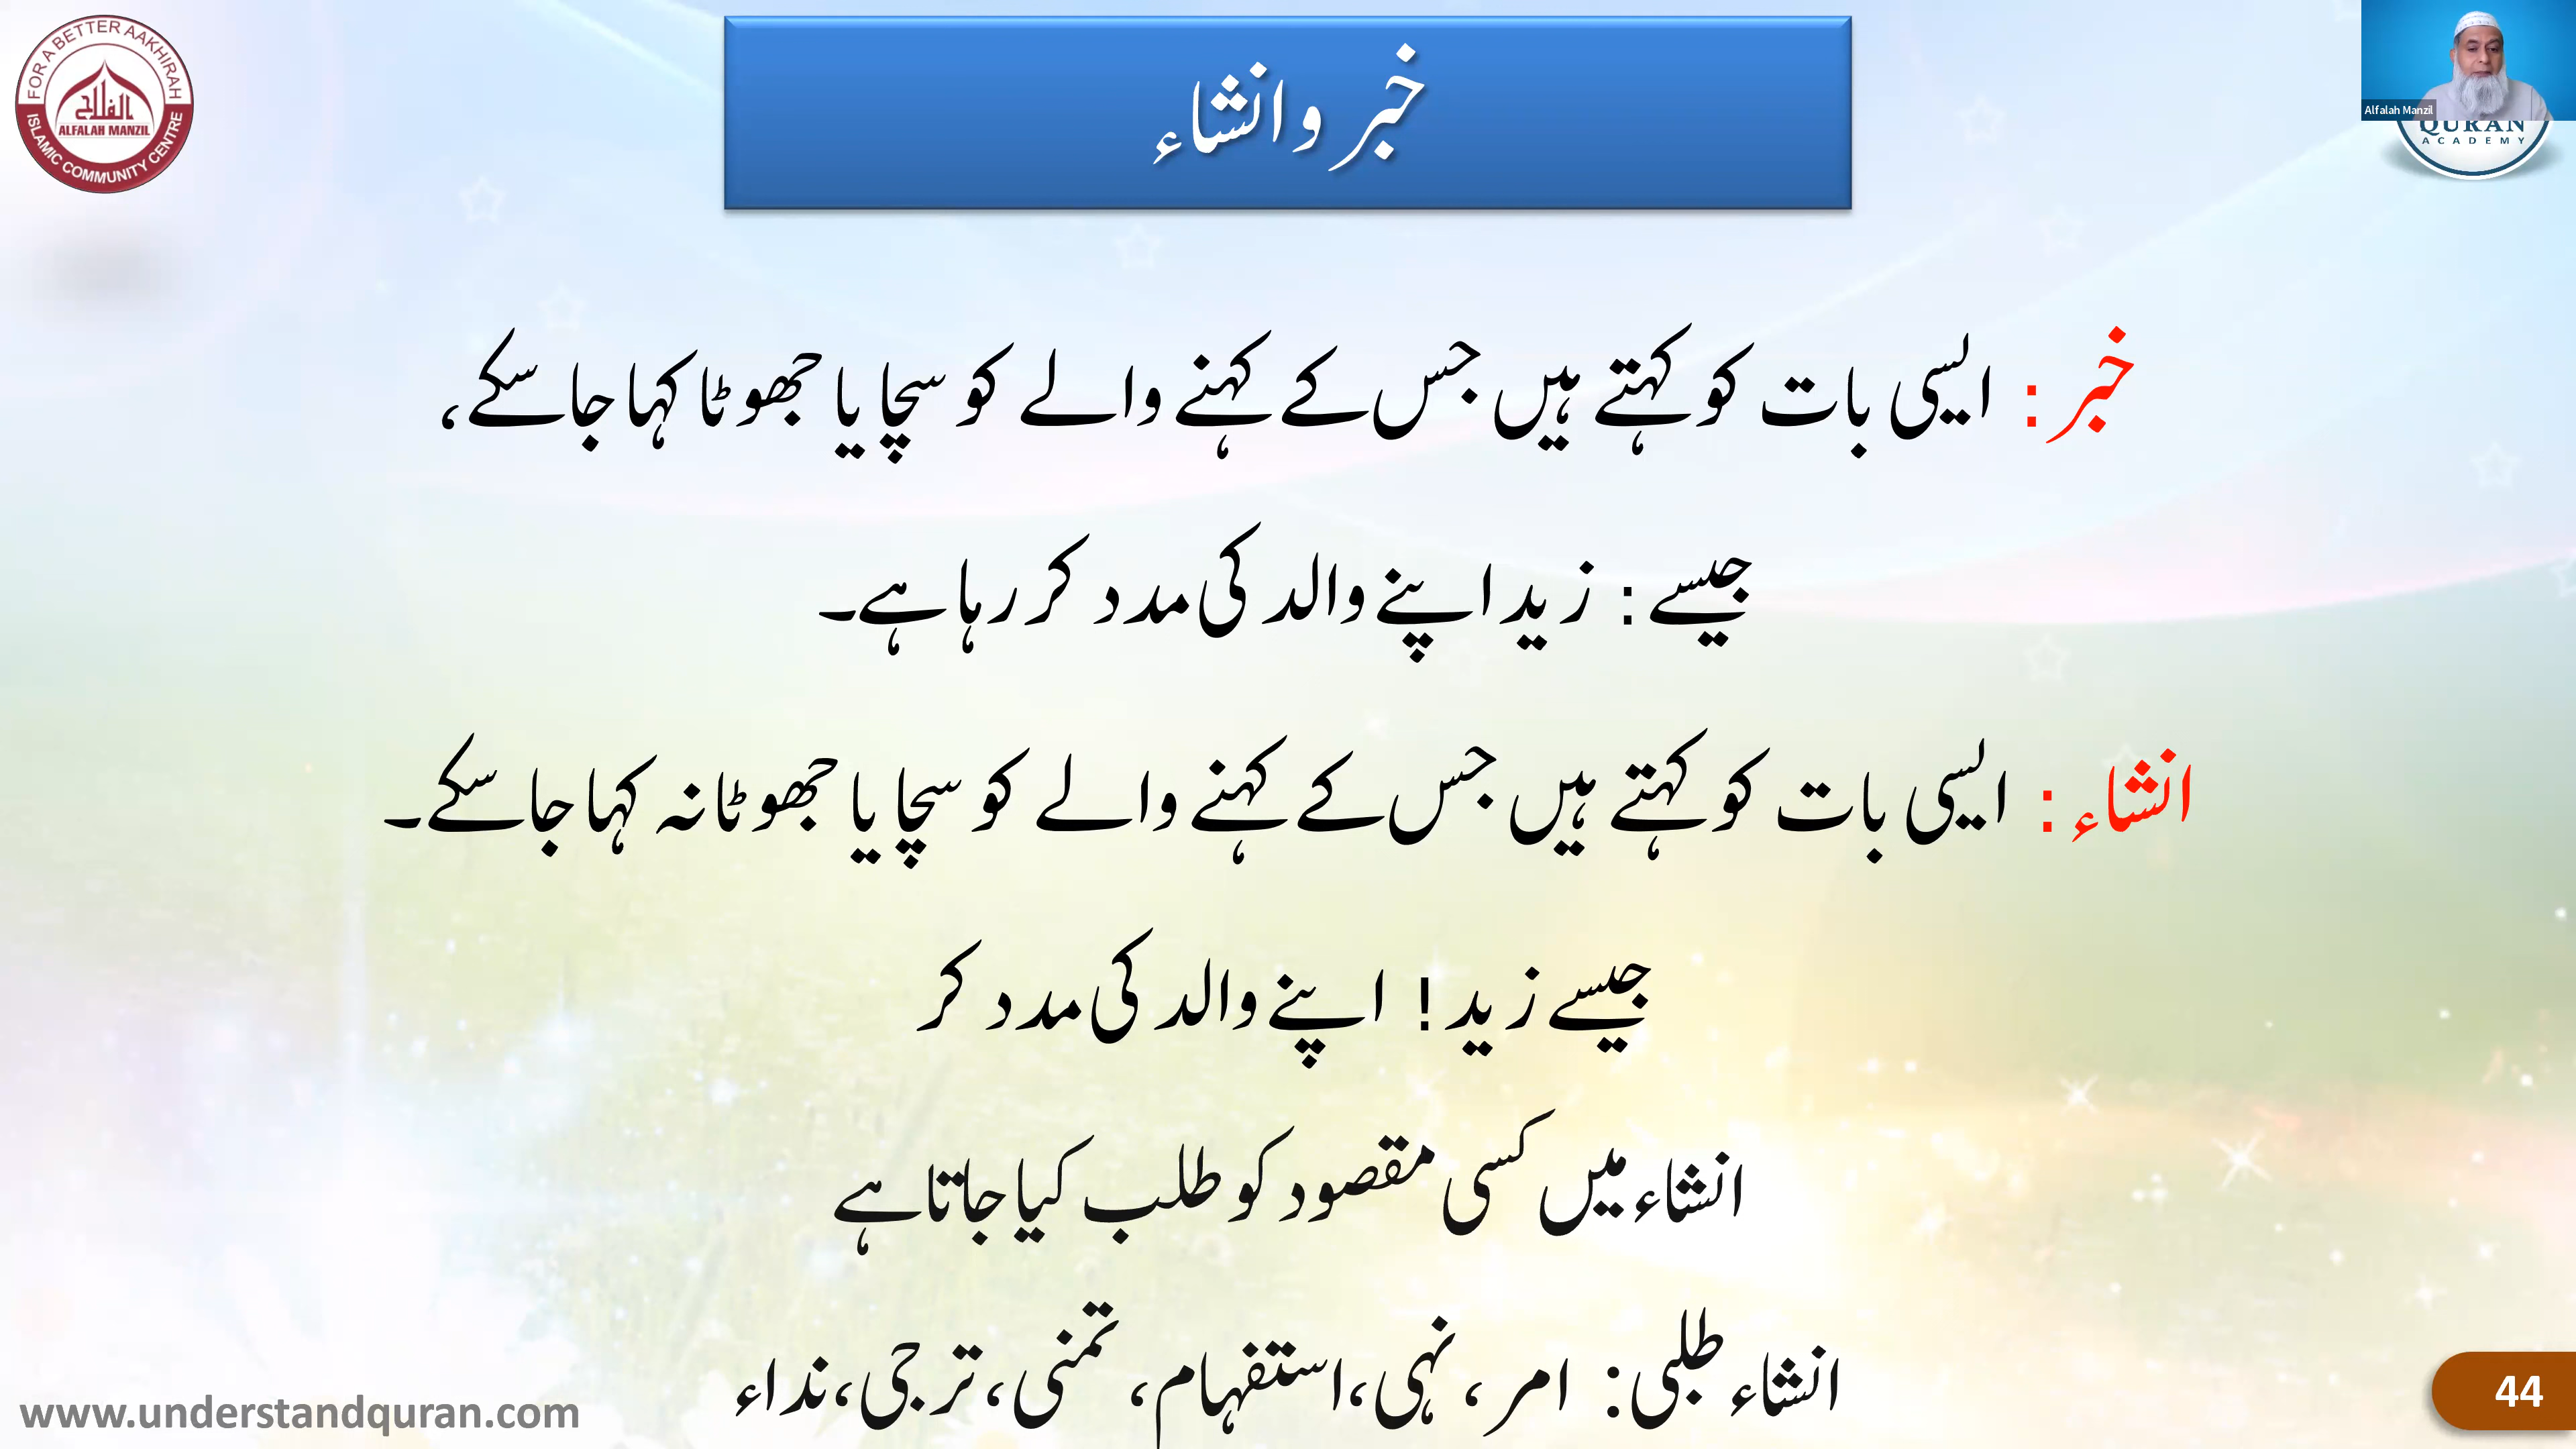 FOR A BETTER AAKHIRAH
الفلاح
ALFALAH MANZIL
ISLAMIC COMMUNITY CENTRE
خبر و انشاء
Alfalah Manzil
QURAN
ACADEMY
خبر : ایسی بات کو کہتے ہیں جس کے کہنے والے کو سچا یا جھوٹا کہا جا سکے،
جیسے : زید اپنے والد کی مدد کر رہا ہے۔
انشاء : ایسی بات کو کہتے ہیں جس کے کہنے والے کو سچا یا جھوٹا نہ کہا جا سکے۔
جیسے زید ! اپنے والد کی مدد کر
انشاء میں کسی مقصود کو طلب کیا جاتا ہے
انشاء طلبی : امر ، نہی، استفہام ، تمنی، ترجی، نداء
www.understandquran.com
44